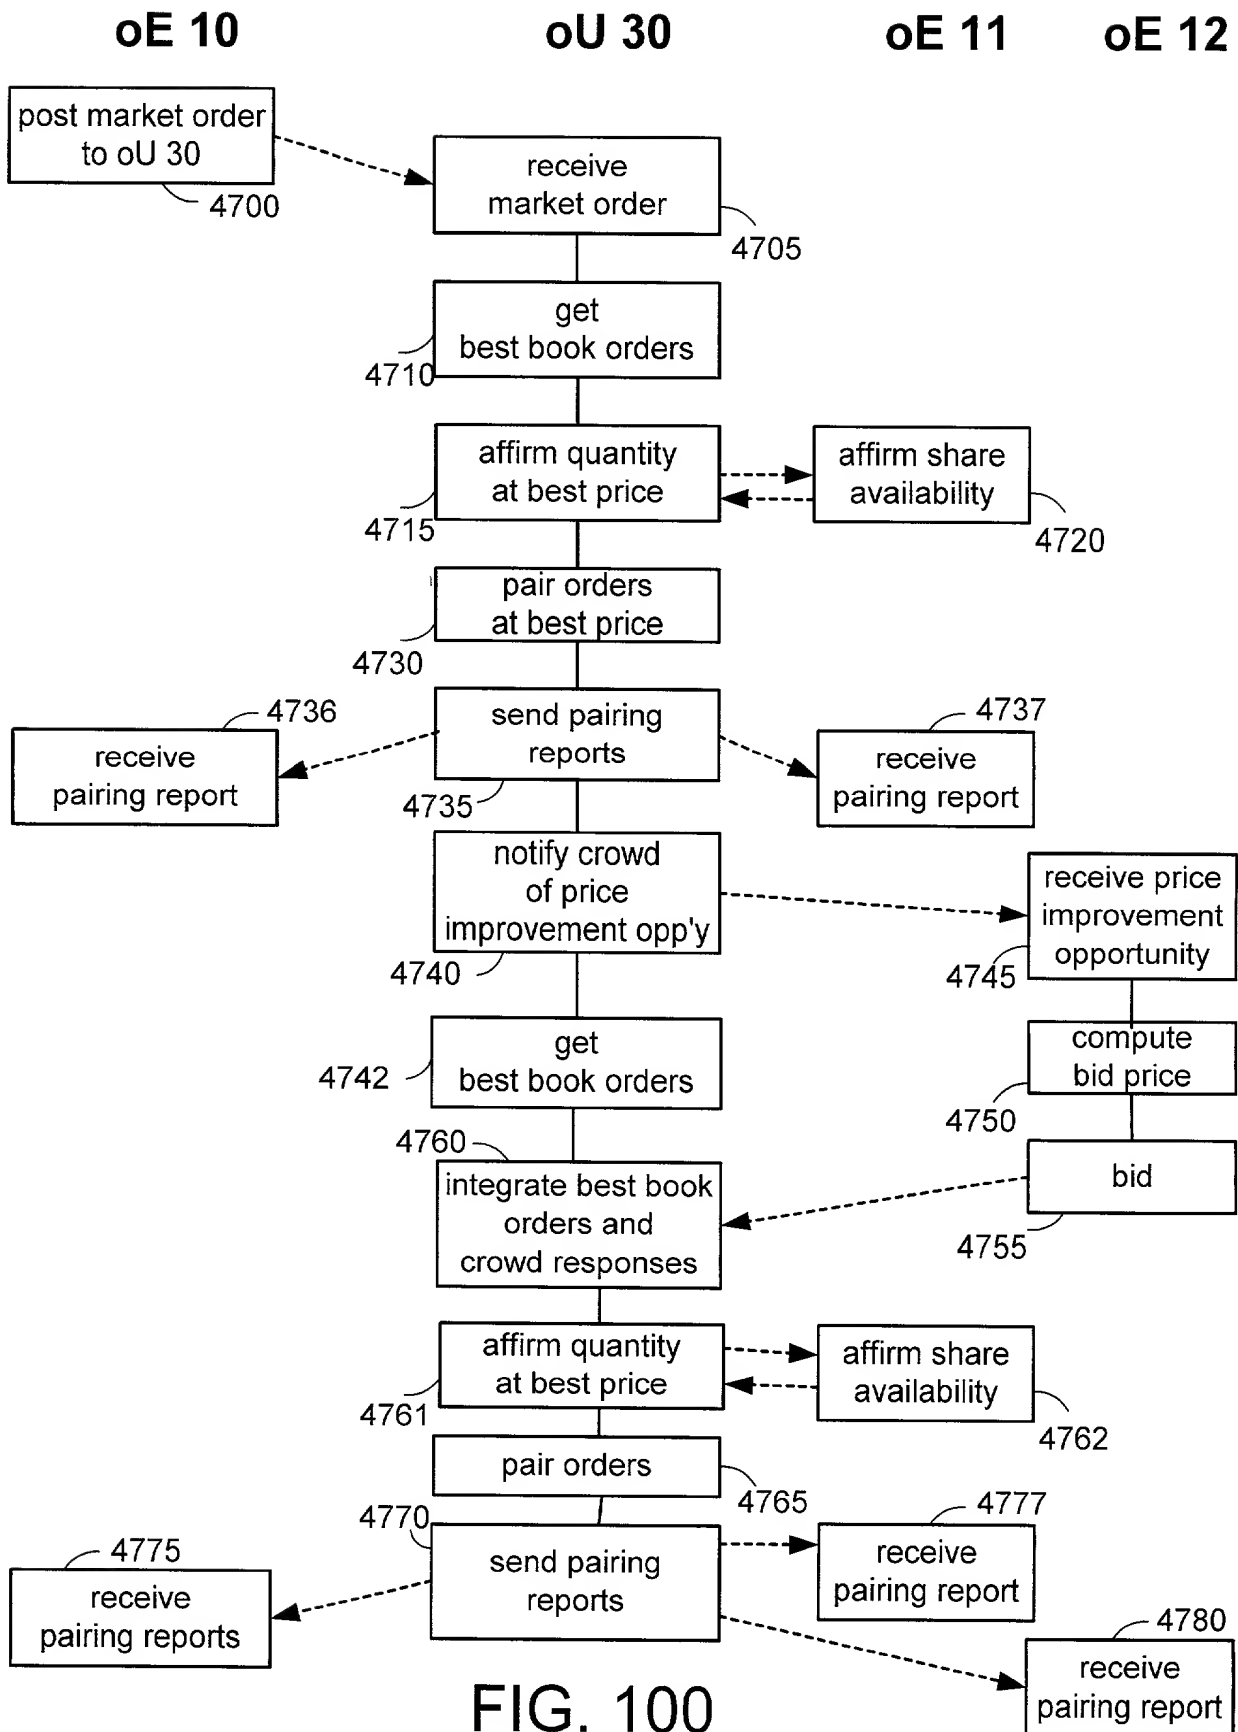 oE 10 oU 30 oE 11 oE 12
post market order
to oU 30
4700
receive
market order
4705
get
best book orders
4710
affirm quantity
at best price
4715
affirm share
availability
4720
pair orders
at best price
4730
send pairing
reports
4735
4736
receive
pairing report
4737
receive
pairing report
notify crowd
of price
improvement opp'y
4740
receive price
improvement
opportunity
4745
get
best book orders
4742
compute
bid price
4750
bid
4755
4760
integrate best book
orders and
crowd responses
affirm quantity
at best price
4761
affirm share
availability
4762
pair orders
4765
4770
send pairing
reports
4775
receive
pairing reports
4777
receive
pairing report
4780
receive
pairing report
FIG. 100